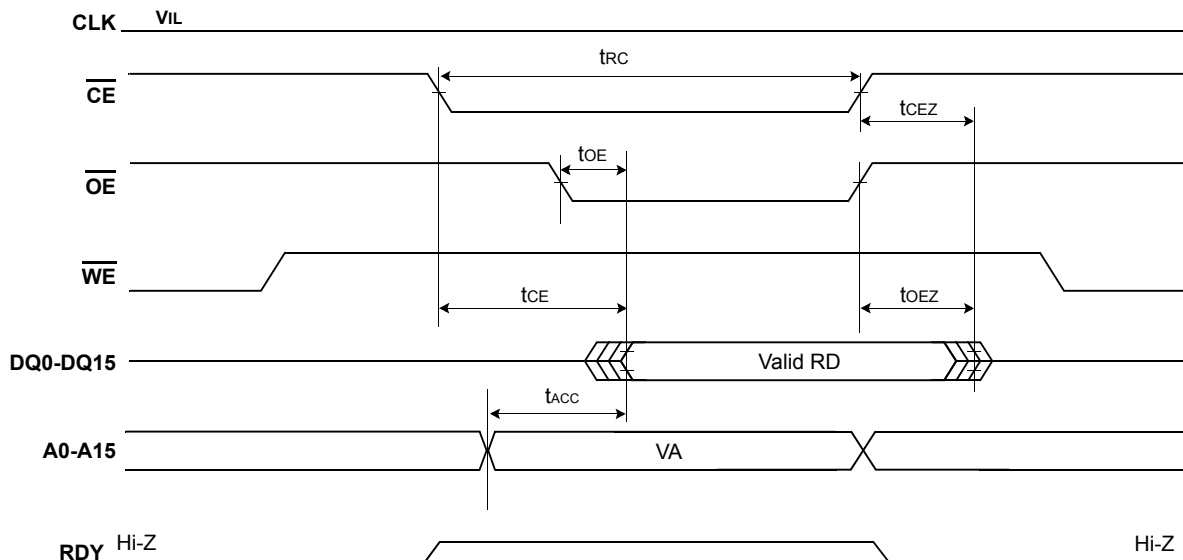 CLK VIL
tRC
CE
tCEZ
tOE
OE
WE
tCE
tOEZ
DQ0-DQ15 Valid RD
tACC
A0-A15 VA
RDY Hi-Z Hi-Z